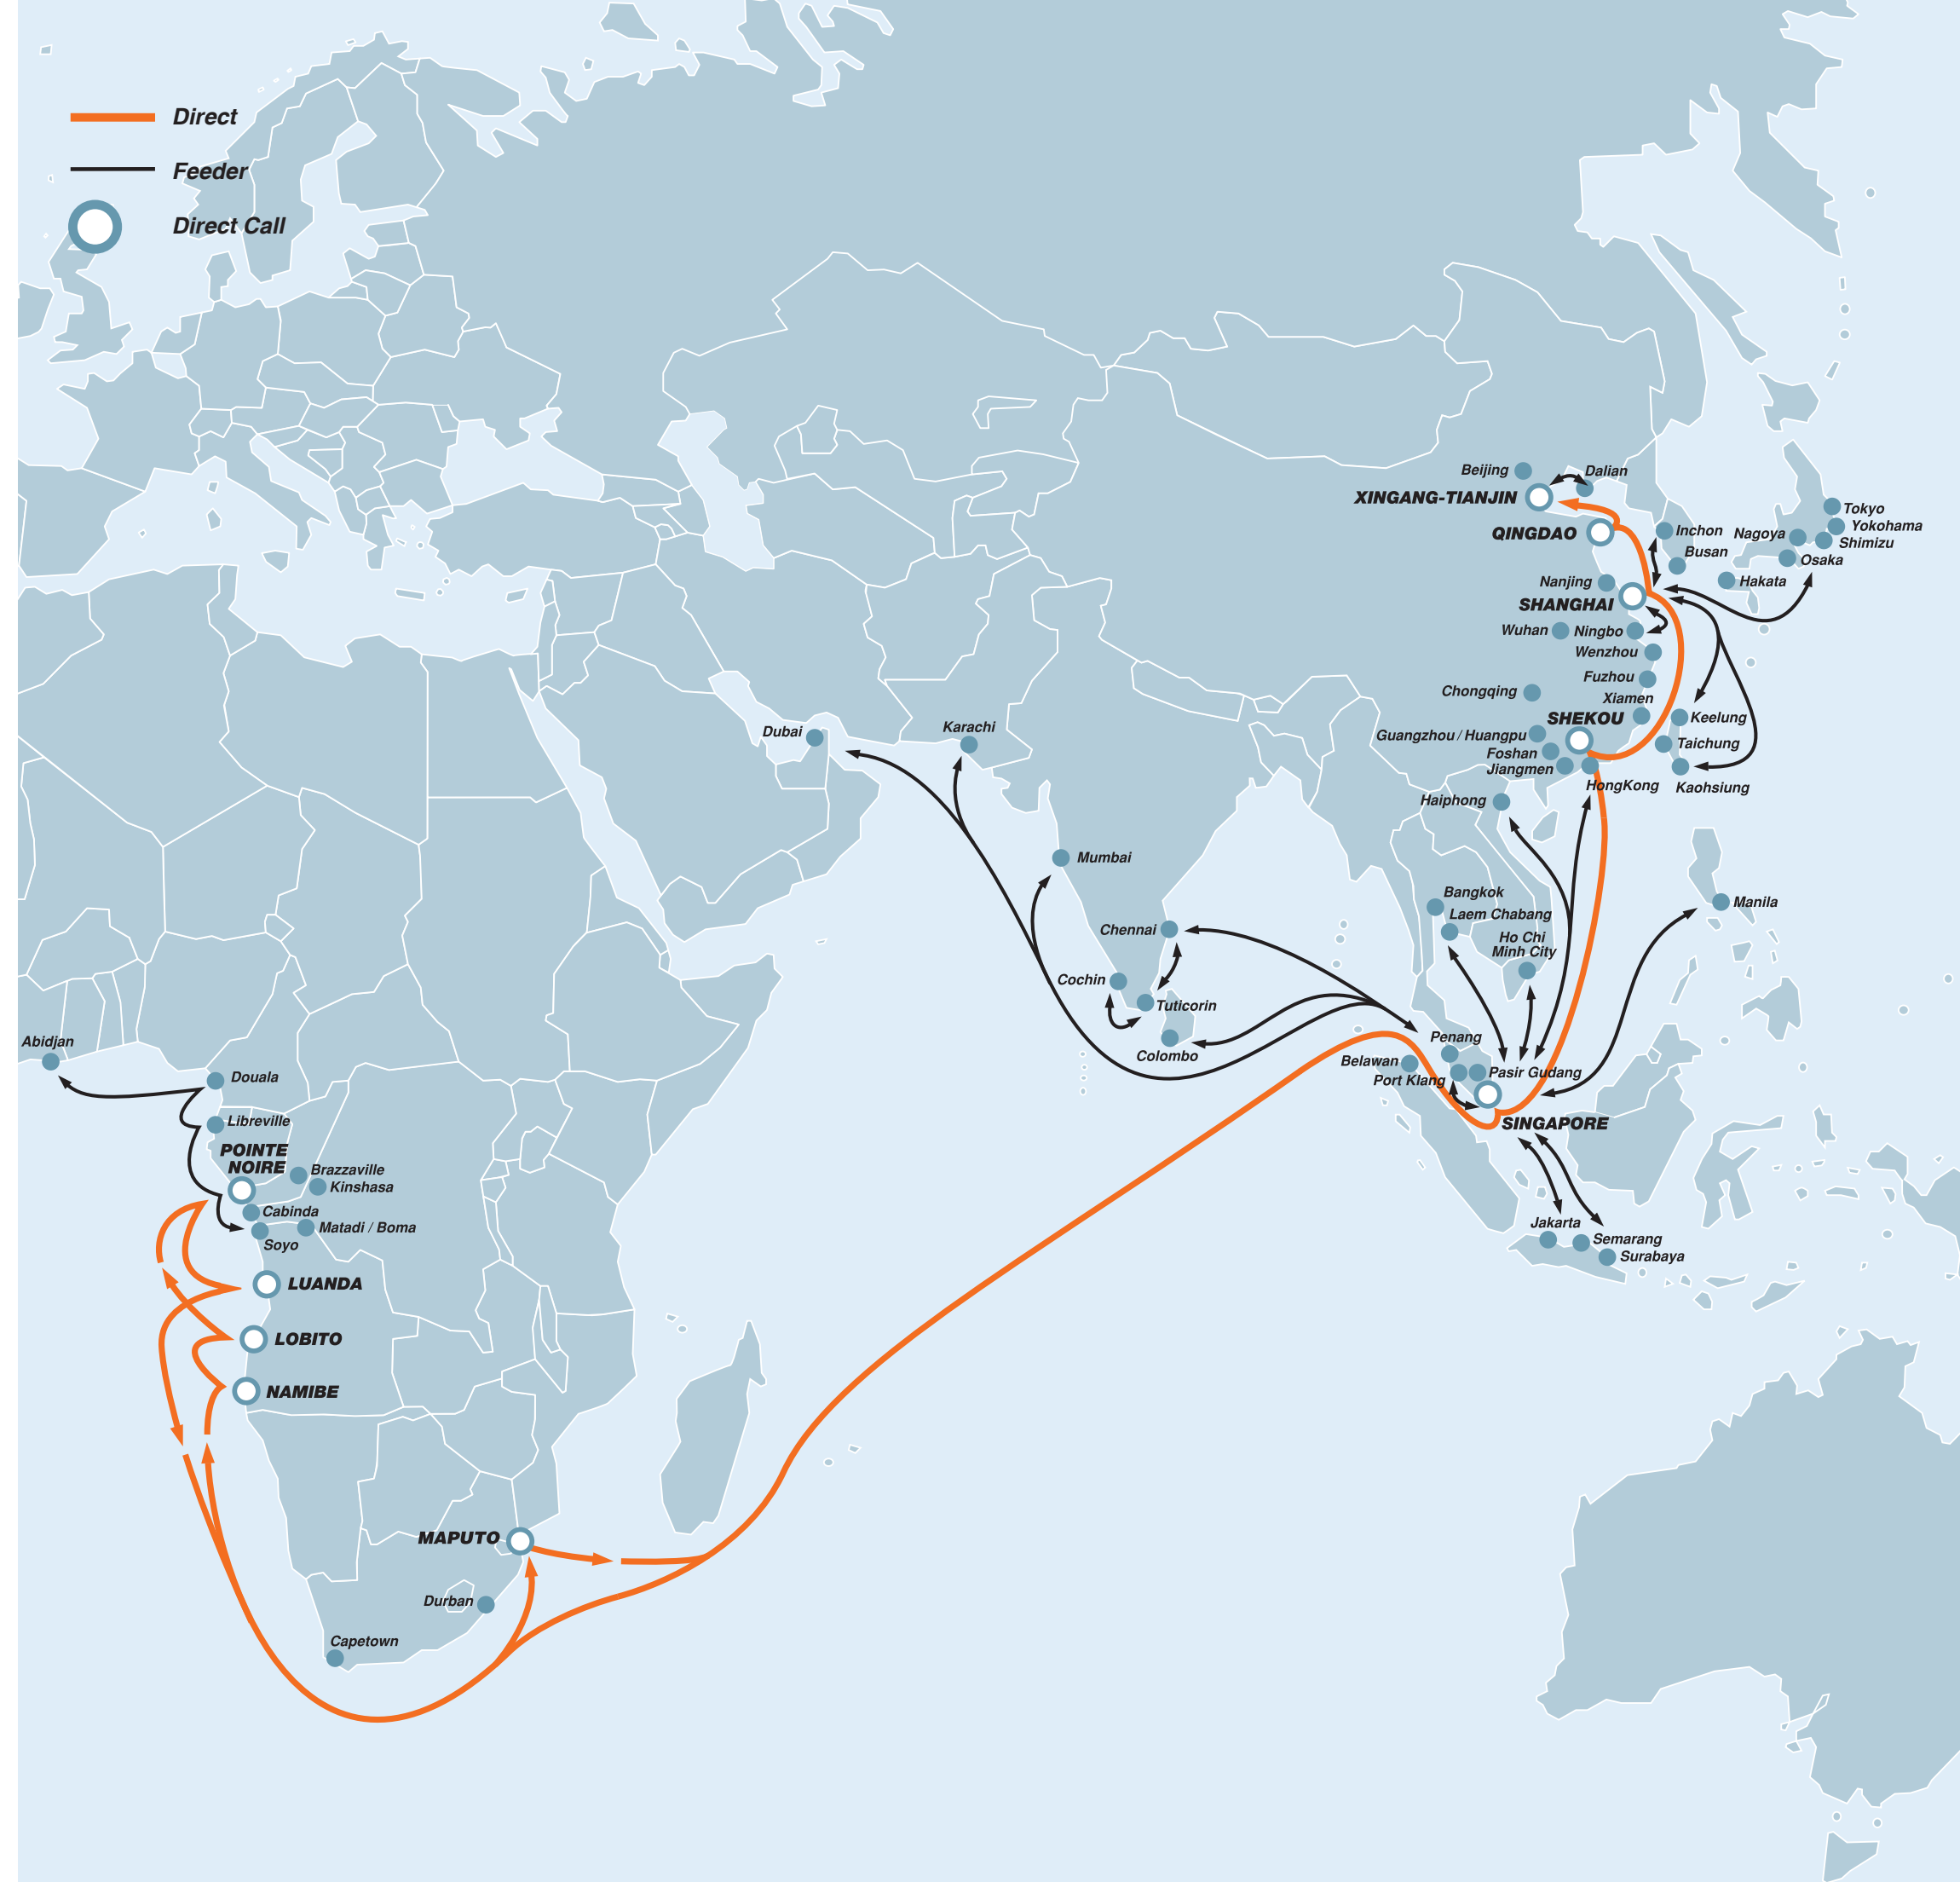 Direct
Feeder
Direct Call
Beijing
Dalian
XINGANG-TIANJIN
QINGDAO
Inchon
Busan
Tokyo
Yokohama
Nagoya
Shimizu
Osaka
Hakata
Nanjing
SHANGHAI
Wuhan
Ningbo
Wenzhou
Fuzhou
Chongqing
Xiamen
SHEKOU
Keelung
Guangzhou / Huangpu
Foshan
Taichung
Jiangmen
HongKong
Kaohsiung
Haiphong
Dubai
Karachi
Mumbai
Chennai
Cochin
Tuticorin
Colombo
Bangkok
Laem Chabang
Ho Chi
Minh City
Manila
Penang
Belawan
Port Klang
Pasir Gudang
SINGAPORE
Jakarta
Semarang
Surabaya
Abidjan
Douala
Libreville
POINTE
NOIRE
Brazzaville
Kinshasa
Cabinda
Matadi / Boma
Soyo
LUANDA
LOBITO
NAMIBE
MAPUTO
Durban
Capetown